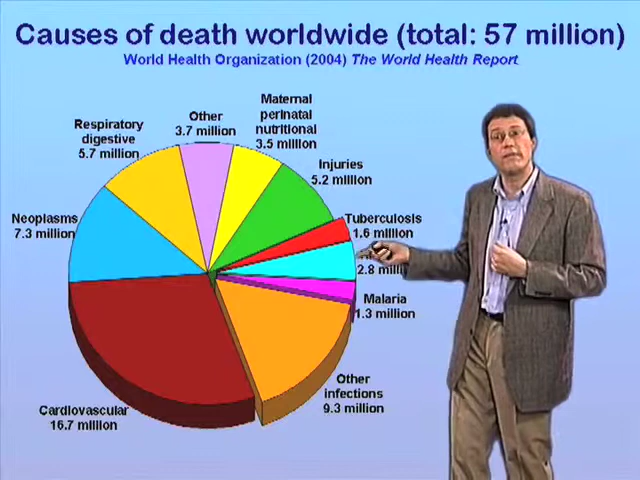 Causes of death worldwide (total: 57 million)
World Health Organization (2004) The World Health Report
Maternal
perinatal
nutritional
3.5 million
Other
3.7 million
Respiratory
digestive
5.7 million
Injuries
5.2 million
Neoplasms
7.3 million
Tuberculosis
1.6 million
2.8 milli
Malaria
1.3 million
Other
infections
9.3 million
Cardiovascular
16.7 million